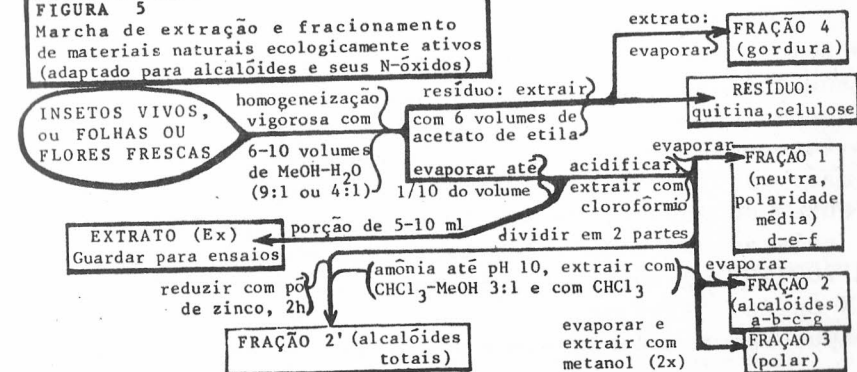 FIGURA 5
Marcha de extração e fracionamento
de materiais naturais ecologicamente ativos
(adaptado para alcalóides e seus N-óxidos)
INSETOS VIVOS,
ou FOLHAS OU
FLORES FRESCAS
homogeneização
vigorosa com
6-10 volumes
de MeOH-H₂O
(9:1 ou 4:1)
resíduo: extrair
com 6 volumes de
acetato de etila
extrato:
evaporar
FRAÇÃO 4
(gordura)
RESÍDUO:
quitina,celulose
evaporar até
1/10 do volume
acidificar,
extrair com
clorofórmio
evaporar
FRAÇÃO 1
(neutra,
polaridade
média)
d-e-f
porção de 5-10 ml
EXTRATO (Ex)
Guardar para ensaios
dividir em 2 partes
reduzir com pó
de zinco, 2h
amônia até pH 10, extrair com
CHCl₃-MeOH 3:1 e com CHCl₃
evaporar
FRAÇÃO 2
(alcalóides)
a-b-c-g
FRAÇÃO 2' (alcalóides
totais)
evaporar e
extrair com
metanol (2x)
FRAÇÃO 3
(polar)